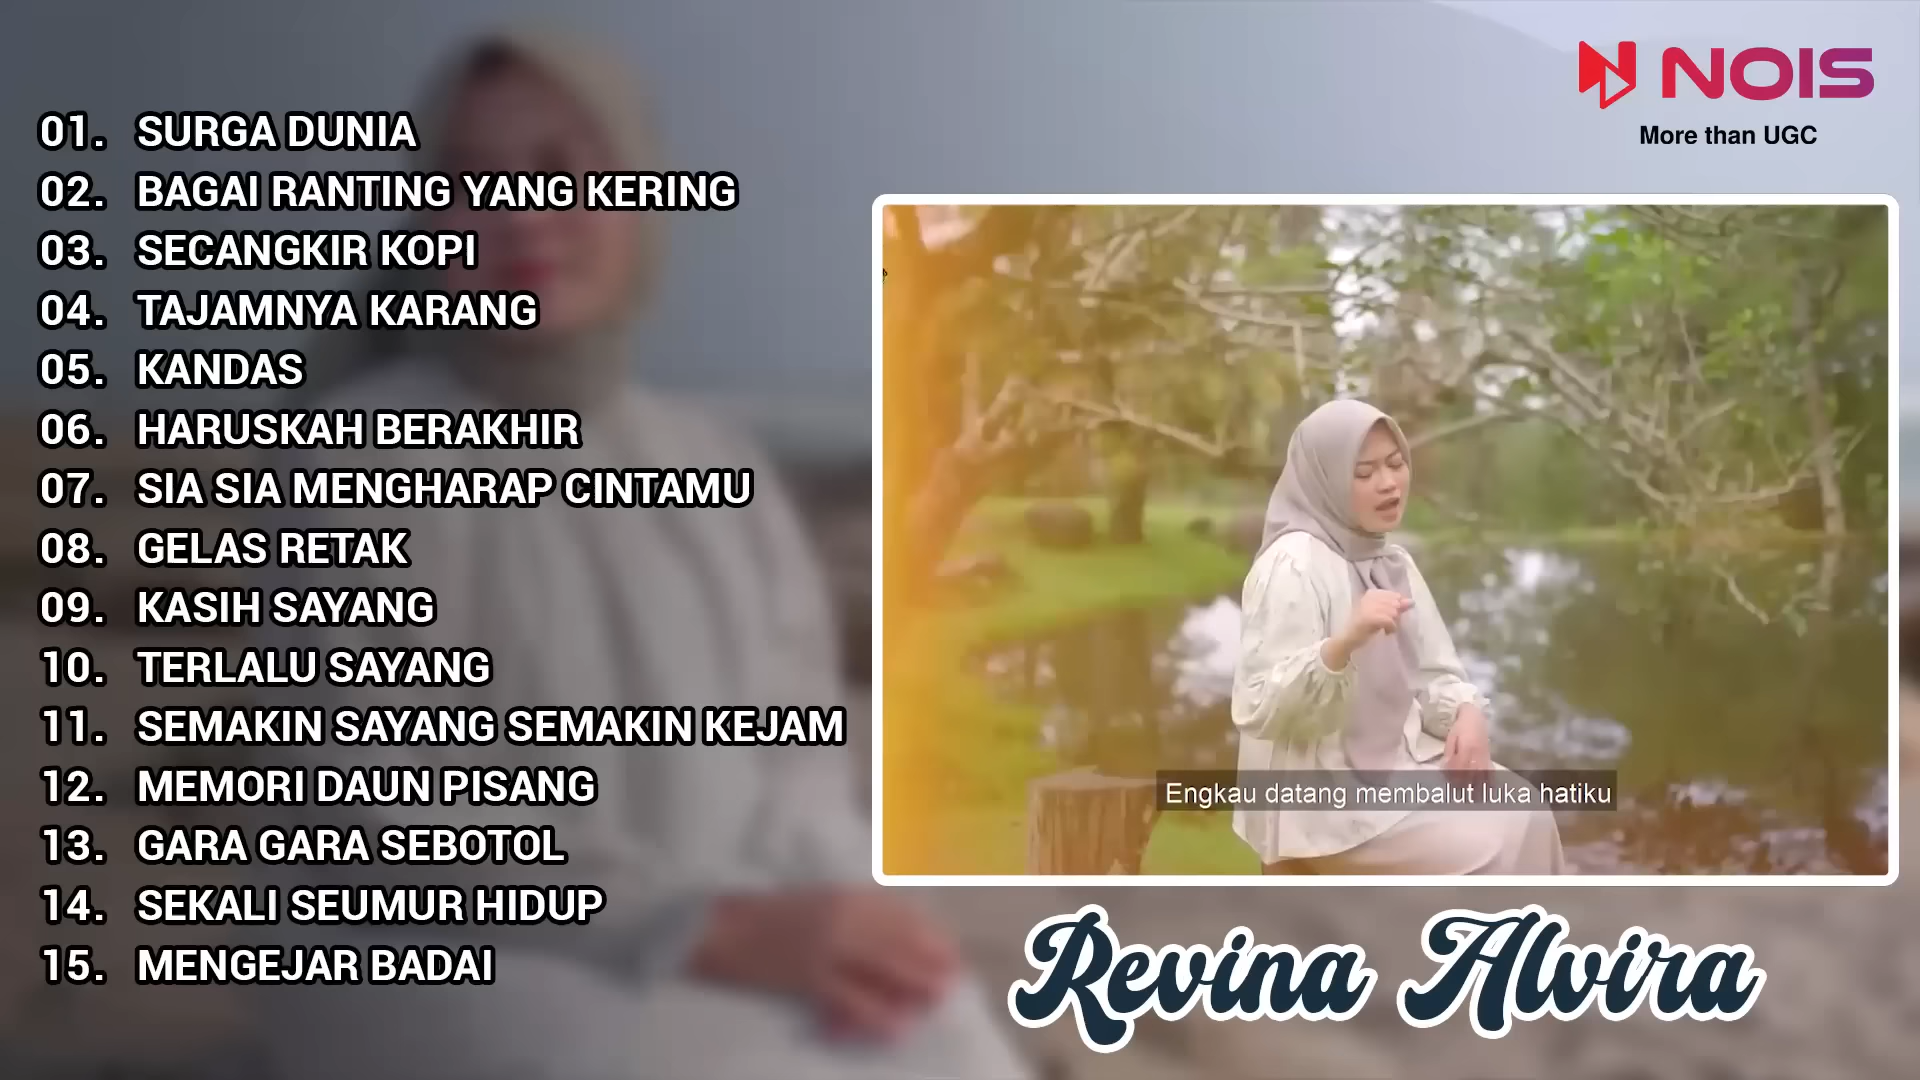 01. SURGA DUNIA
02. BAGAI RANTING YANG KERING
03. SECANGKIR KOPI
04. TAJAMNYA KARANG
05. KANDAS
06. HARUSKAH BERAKHIR
07. SIA SIA MENGHARAP CINTAMU
08. GELAS RETAK
09. KASIH SAYANG
10. TERLALU SAYANG
11. SEMAKIN SAYANG SEMAKIN KEJAM
12. MEMORI DAUN PISANG
13. GARA GARA SEBOTOL
14. SEKALI SEUMUR HIDUP
15. MENGEJAR BADAI
NOIS
More than UGC
Engkau datang membalut luka hatiku
Revina Alvira